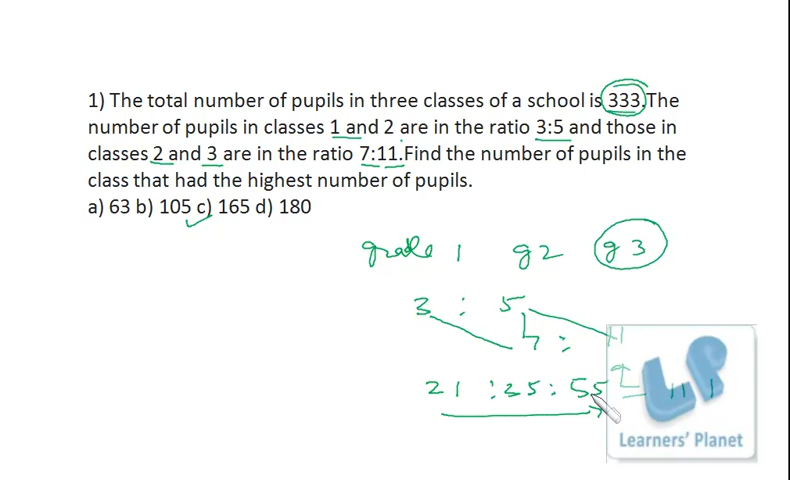 1) The total number of pupils in three classes of a school is 333.The
number of pupils in classes 1 and 2 are in the ratio 3:5 and those in
classes 2 and 3 are in the ratio 7:11.Find the number of pupils in the
class that had the highest number of pupils.
a) 63 b) 105 c) 165 d) 180
grade 1 g2 g3
3 : 5
7 : 11
21 : 35 : 55 = 111
LP
Learners' Planet